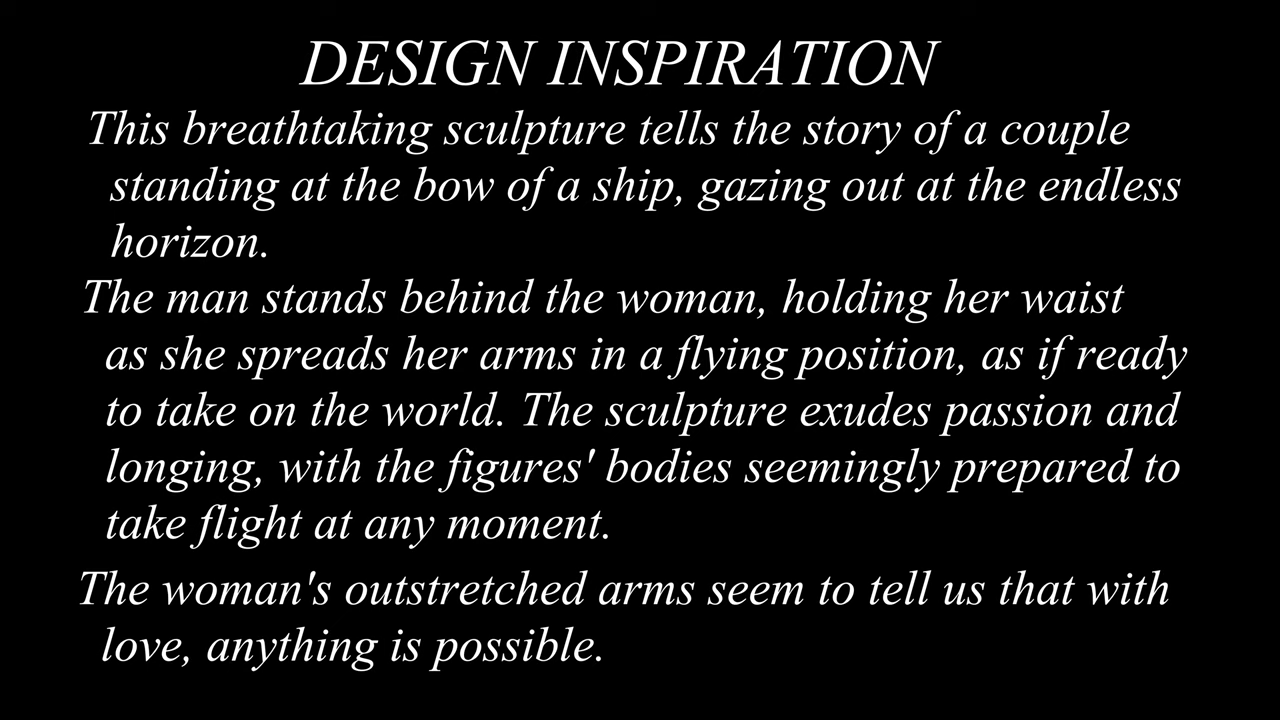 DESIGN INSPIRATION
This breathtaking sculpture tells the story of a couple
standing at the bow of a ship, gazing out at the endless
horizon.
The man stands behind the woman, holding her waist
as she spreads her arms in a flying position, as if ready
to take on the world. The sculpture exudes passion and
longing, with the figures' bodies seemingly prepared to
take flight at any moment.
The woman's outstretched arms seem to tell us that with
love, anything is possible.